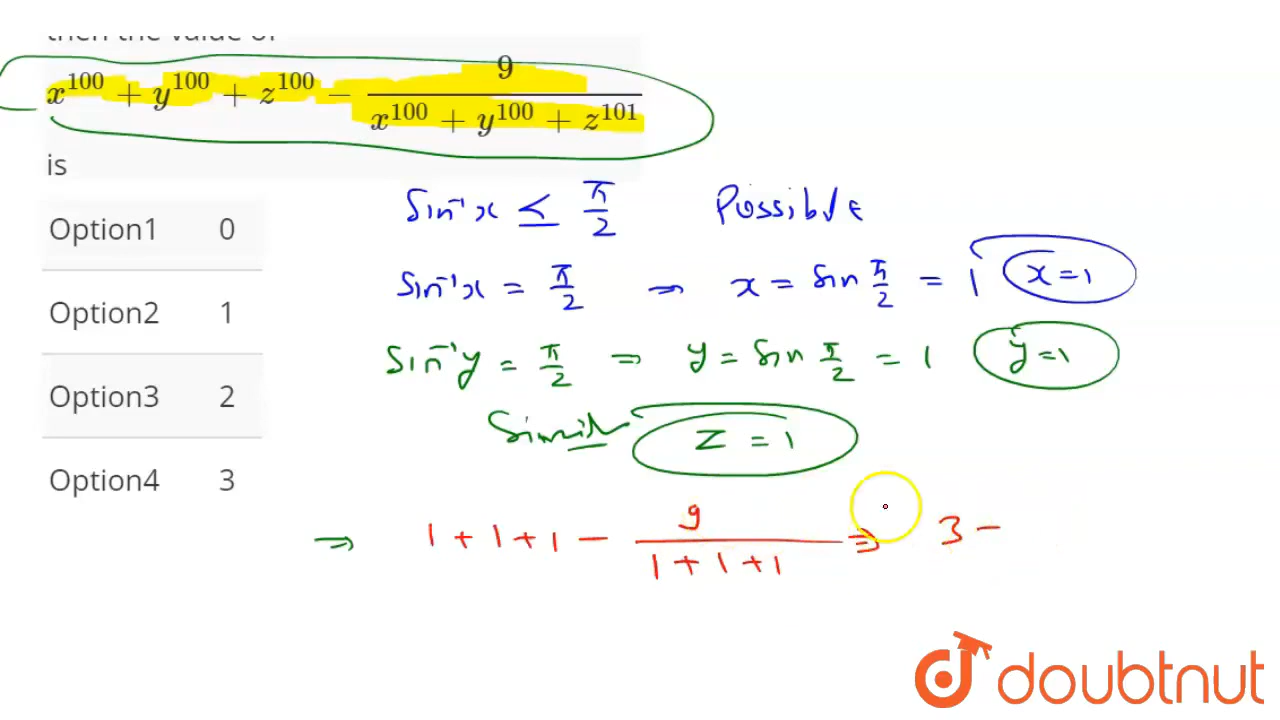 then the value of
x^100 + y^100 + z^100 − 9/(x^100 + y^100 + z^101)
is
Option1 0
Option2 1
Option3 2
Option4 3
Sin⁻¹x ≤ π/2 Possible
Sin⁻¹x = π/2 ⇒ x = Sin π/2 = 1 x=1
Sin⁻¹y = π/2 ⇒ y = Sin π/2 = 1 y=1
z = 1
⇒ 1 + 1 + 1 − 9/(1 + 1 + 1) ⇒ 3 −
doubtnut